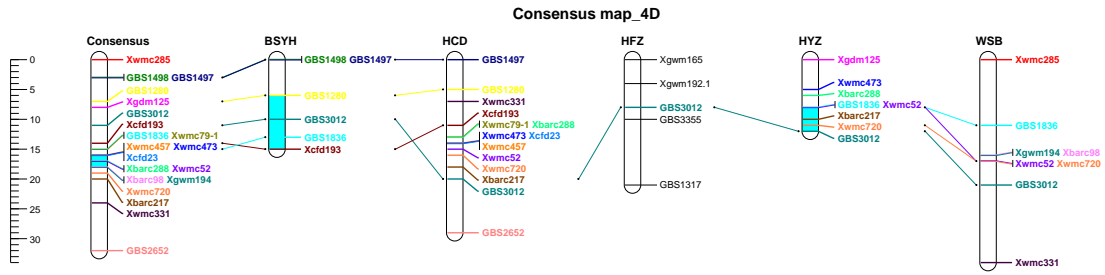 Consensus map_4D
Consensus
BSYH
HCD
HFZ
HYZ
WSB
0
5
10
15
20
25
30
Xwmc285
GBS1498 GBS1497
GBS1280
Xgdm125
GBS3012
Xcfd193
GBS1836 Xwmc79-1
Xwmc457 Xwmc473
Xcfd23
Xbarc288 Xwmc52
Xbarc98 Xgwm194
Xwmc720
Xbarc217
Xwmc331
GBS2652
GBS1498 GBS1497
GBS3012
GBS1836
Xcfd193
GBS1497
Xwmc331
Xcfd193
Xwmc79-1 Xbarc288
Xwmc473 Xcfd23
Xwmc457
Xwmc52
Xwmc720
Xbarc217
GBS3012
GBS2652
Xgwm165
Xgwm192.1
GBS3012
GBS3355
GBS1317
Xgdm125
Xwmc473
Xbarc288
GBS1836 Xwmc52
Xbarc217
Xwmc720
GBS3012
Xwmc285
GBS1836
Xgwm194 Xbarc98
Xwmc52 Xwmc720
GBS3012
Xwmc331